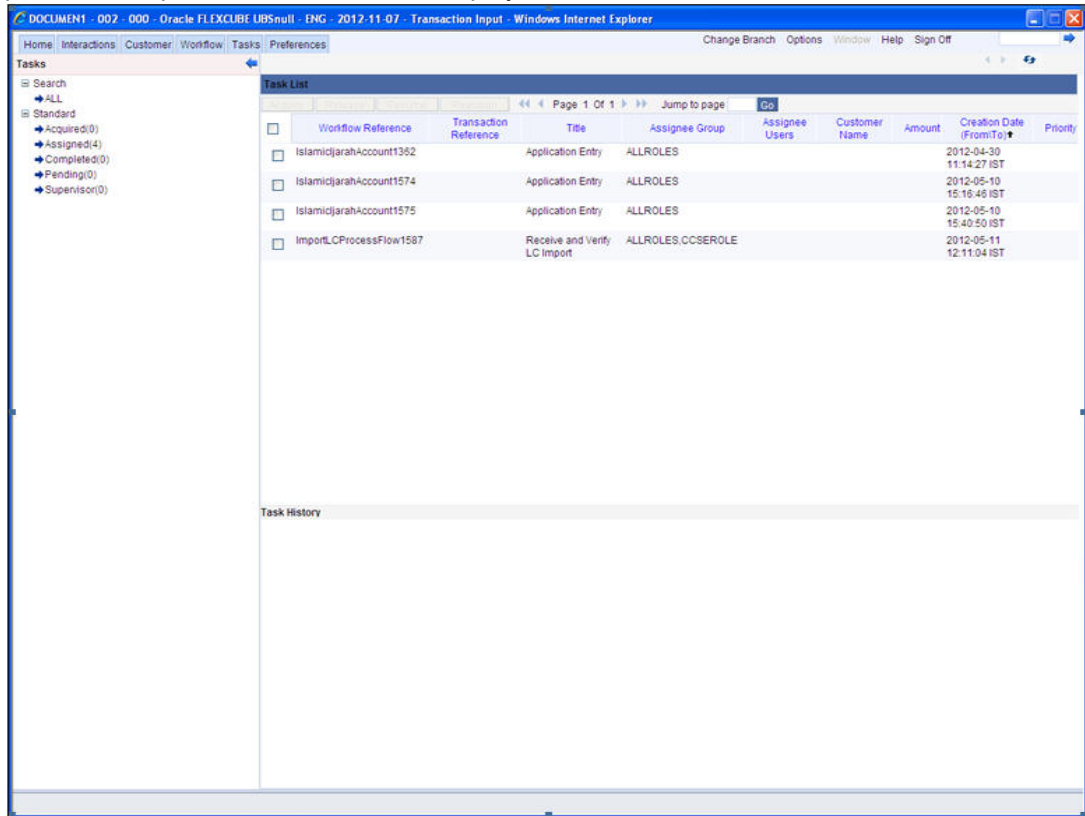 DOCUMEN1 - 002 - 000 - Oracle FLEXCUBE UBSnull - ENG - 2012-11-07 - Transaction Input - Windows Internet Explorer
Home Interactions Customer Workflow Tasks Preferences
Change Branch Options Window Help Sign Off
Tasks
Search
ALL
Standard
Acquired(0)
Assigned(4)
Completed(0)
Pending(0)
Supervisor(0)
Task List
Page 1 Of 1 Jump to page Go
Workflow Reference Transaction Reference Title Assignee Group Assignee Users Customer Name Amount Creation Date (From\To) Priority
IslamicIjarahAccount1362 Application Entry ALLROLES 2012-04-30
11:14:27 IST
IslamicIjarahAccount1574 Application Entry ALLROLES 2012-05-10
15:16:46 IST
IslamicIjarahAccount1575 Application Entry ALLROLES 2012-05-10
15:40:50 IST
ImportLCProcessFlow1587 Receive and Verify ALLROLES,CCSEROLE 2012-05-11
LC Import 12:11:04 IST
Task History